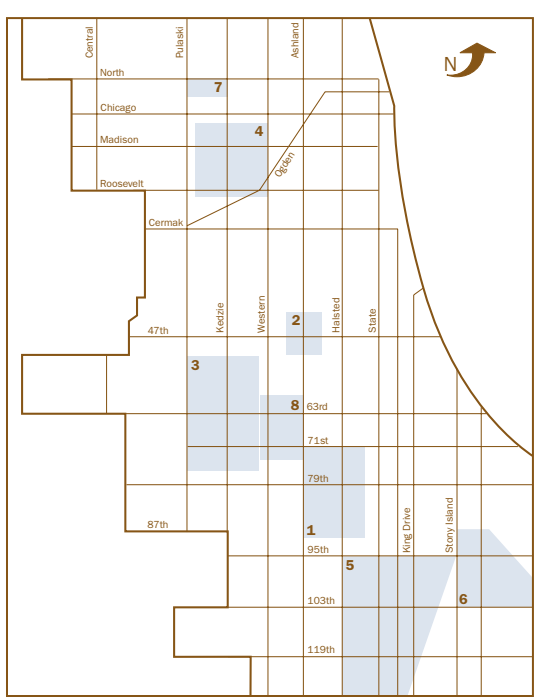 Central
Pulaski
Ashland
N
North
7
Chicago
4
Madison
Ogden
Roosevelt
Cermak
Kedzie
Western
2
Halsted
State
47th
3
8
63rd
71st
79th
King Drive
Stony Island
87th
1
95th
5
103th
6
119th